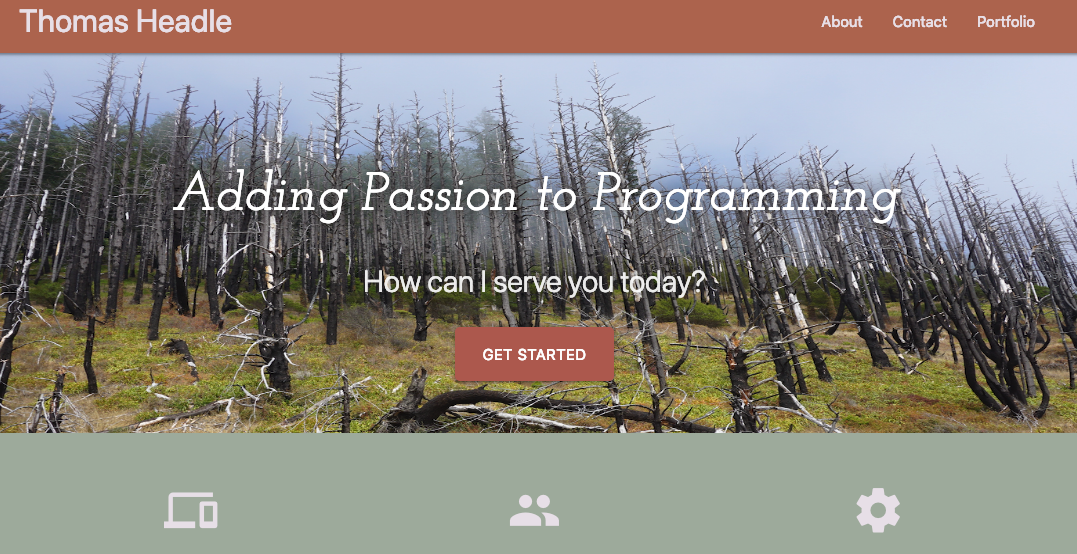 Thomas Headle
About Contact Portfolio
Adding Passion to Programming
How can I serve you today?
GET STARTED